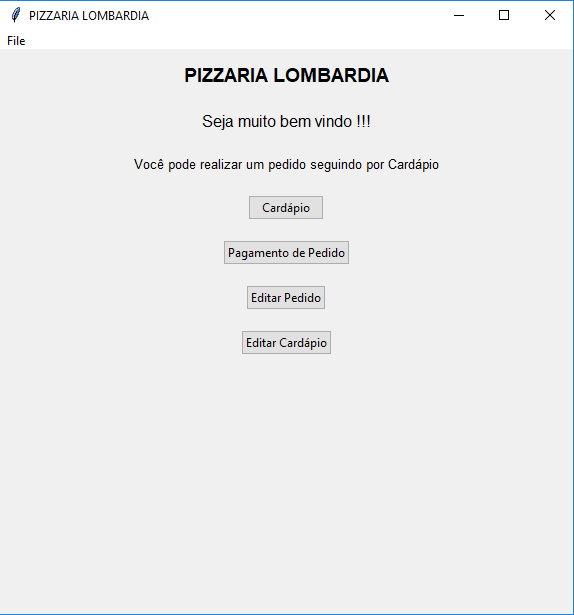 PIZZARIA LOMBARDIA
File
PIZZARIA LOMBARDIA
Seja muito bem vindo !!!
Você pode realizar um pedido seguindo por Cardápio
Cardápio
Pagamento de Pedido
Editar Pedido
Editar Cardápio